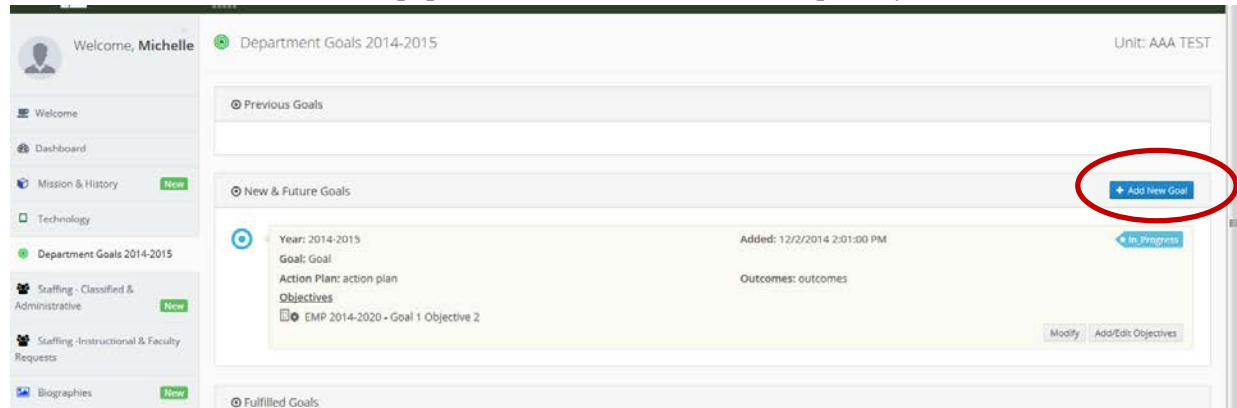 Welcome, Michelle
Department Goals 2014-2015
Unit: AAA TEST
Welcome
Dashboard
Mission & History New
Technology
Department Goals 2014-2015
Staffing - Classified &
Administrative New
Staffing -Instructional & Faculty
Requests
Biographies New
Previous Goals
New & Future Goals
+ Add New Goal
Year: 2014-2015
Added: 12/2/2014 2:01:00 PM
In_Progress
Goal: Goal
Action Plan: action plan
Outcomes: outcomes
Objectives
EMP 2014-2020 - Goal 1 Objective 2
Modify
Add/Edit Objectives
Fulfilled Goals